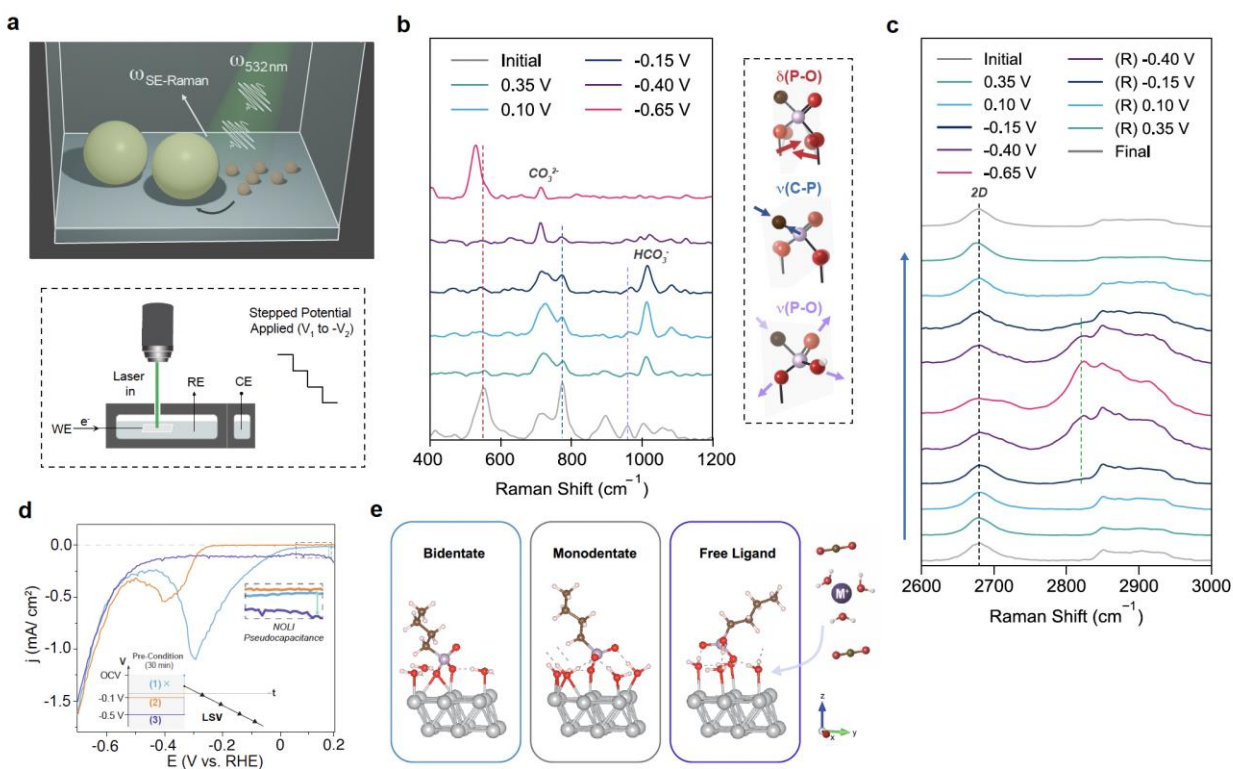 a
ωSE-Raman
ω532nm
Stepped Potential
Applied (V1 to -V2)
Laser
in
RE
CE
WE
e-
b
Initial
0.35 V
0.10 V
-0.15 V
-0.40 V
-0.65 V
CO3 2-
HCO3 -
400
600
800
1000
1200
Raman Shift (cm−1)
δ(P-O)
ν(C-P)
ν(P-O)
c
Initial
0.35 V
0.10 V
-0.15 V
-0.40 V
-0.65 V
(R) -0.40 V
(R) -0.15 V
(R) 0.10 V
(R) 0.35 V
Final
2D
2600
2700
2800
2900
3000
Raman Shift (cm−1)
d
0.0
-0.5
-1.0
-1.5
j (mA/ cm2)
NOLI
Pseudocapacitance
Pre-Condition
(30 min)
V
OCV
-0.1 V
-0.5 V
(1) ×
(2)
(3)
t
LSV
-0.6
-0.4
-0.2
0
0.2
E (V vs. RHE)
e
Bidentate
Monodentate
Free Ligand
M+
z
x
y